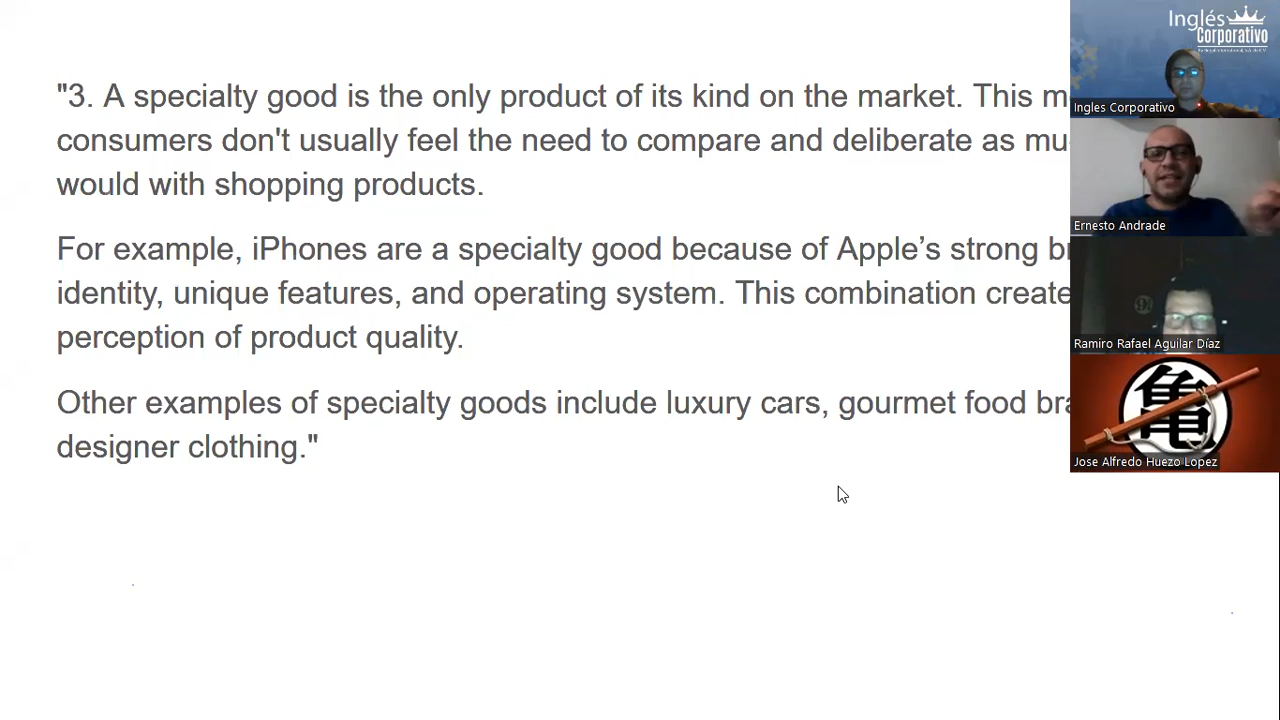 "3. A specialty good is the only product of its kind on the market. This m
consumers don't usually feel the need to compare and deliberate as mu
would with shopping products.
For example, iPhones are a specialty good because of Apple’s strong b
identity, unique features, and operating system. This combination create
perception of product quality.
Other examples of specialty goods include luxury cars, gourmet food bra
designer clothing."
Inglés
Corporativo
Ingles Corporativo
Ernesto Andrade
Ramiro Rafael Aguilar Díaz
亀
Jose Alfredo Huezo Lopez